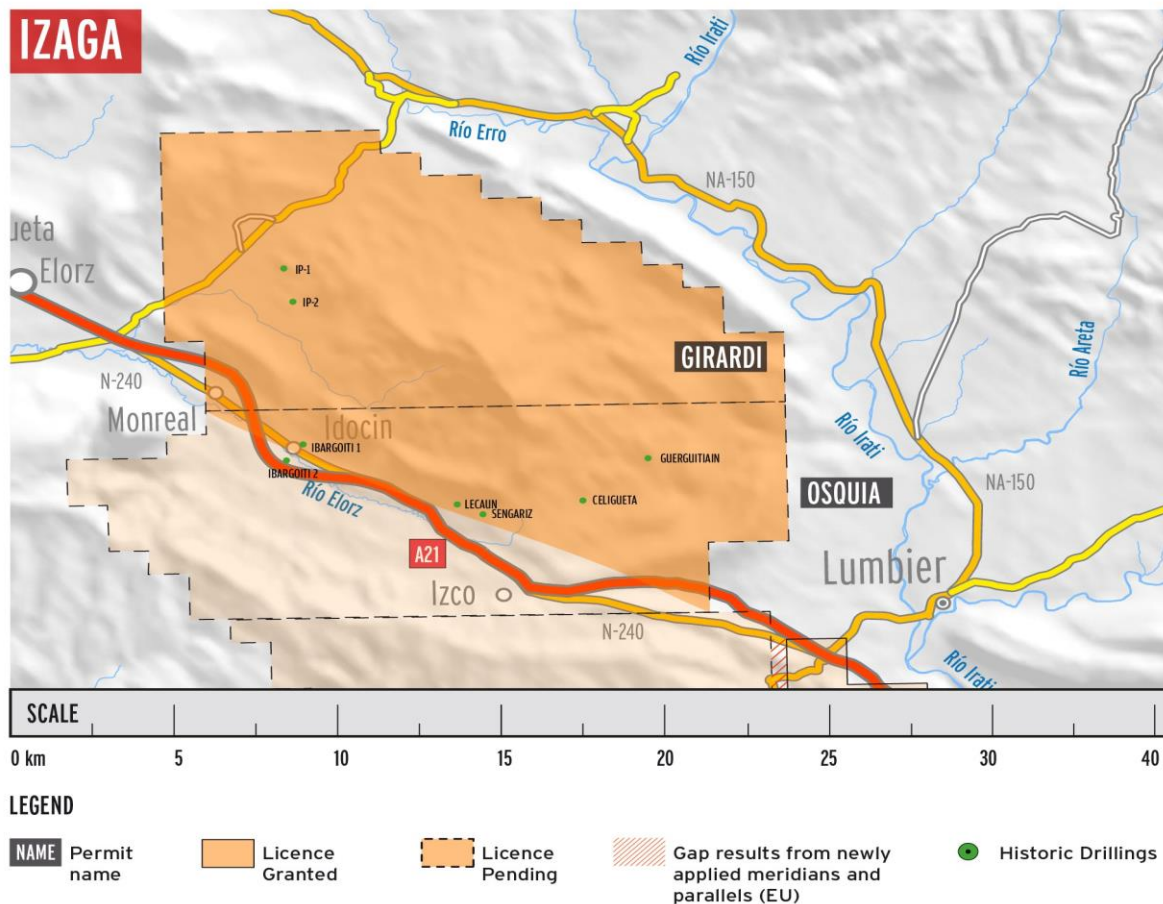 IZAGA
Río Irati
Río Erro
NA-150
ueta
Elorz
IP-1
IP-2
GIRARDI
Río Areta
N-240
Monreal
Idocin
IBARGOITI 1
IBARGOITI 2
Río Elorz
GUERGUITIAIN
LECAUN
SENGARIZ
CELIGUETA
OSQUIA
Río Irati
NA-150
A21
Izco
Lumbier
N-240
Río Irati
SCALE
0 km 5 10 15 20 25 30 35 40
LEGEND
NAME Permit
name
Licence
Granted
Licence
Pending
Gap results from newly
applied meridians and
parallels (EU)
Historic Drillings